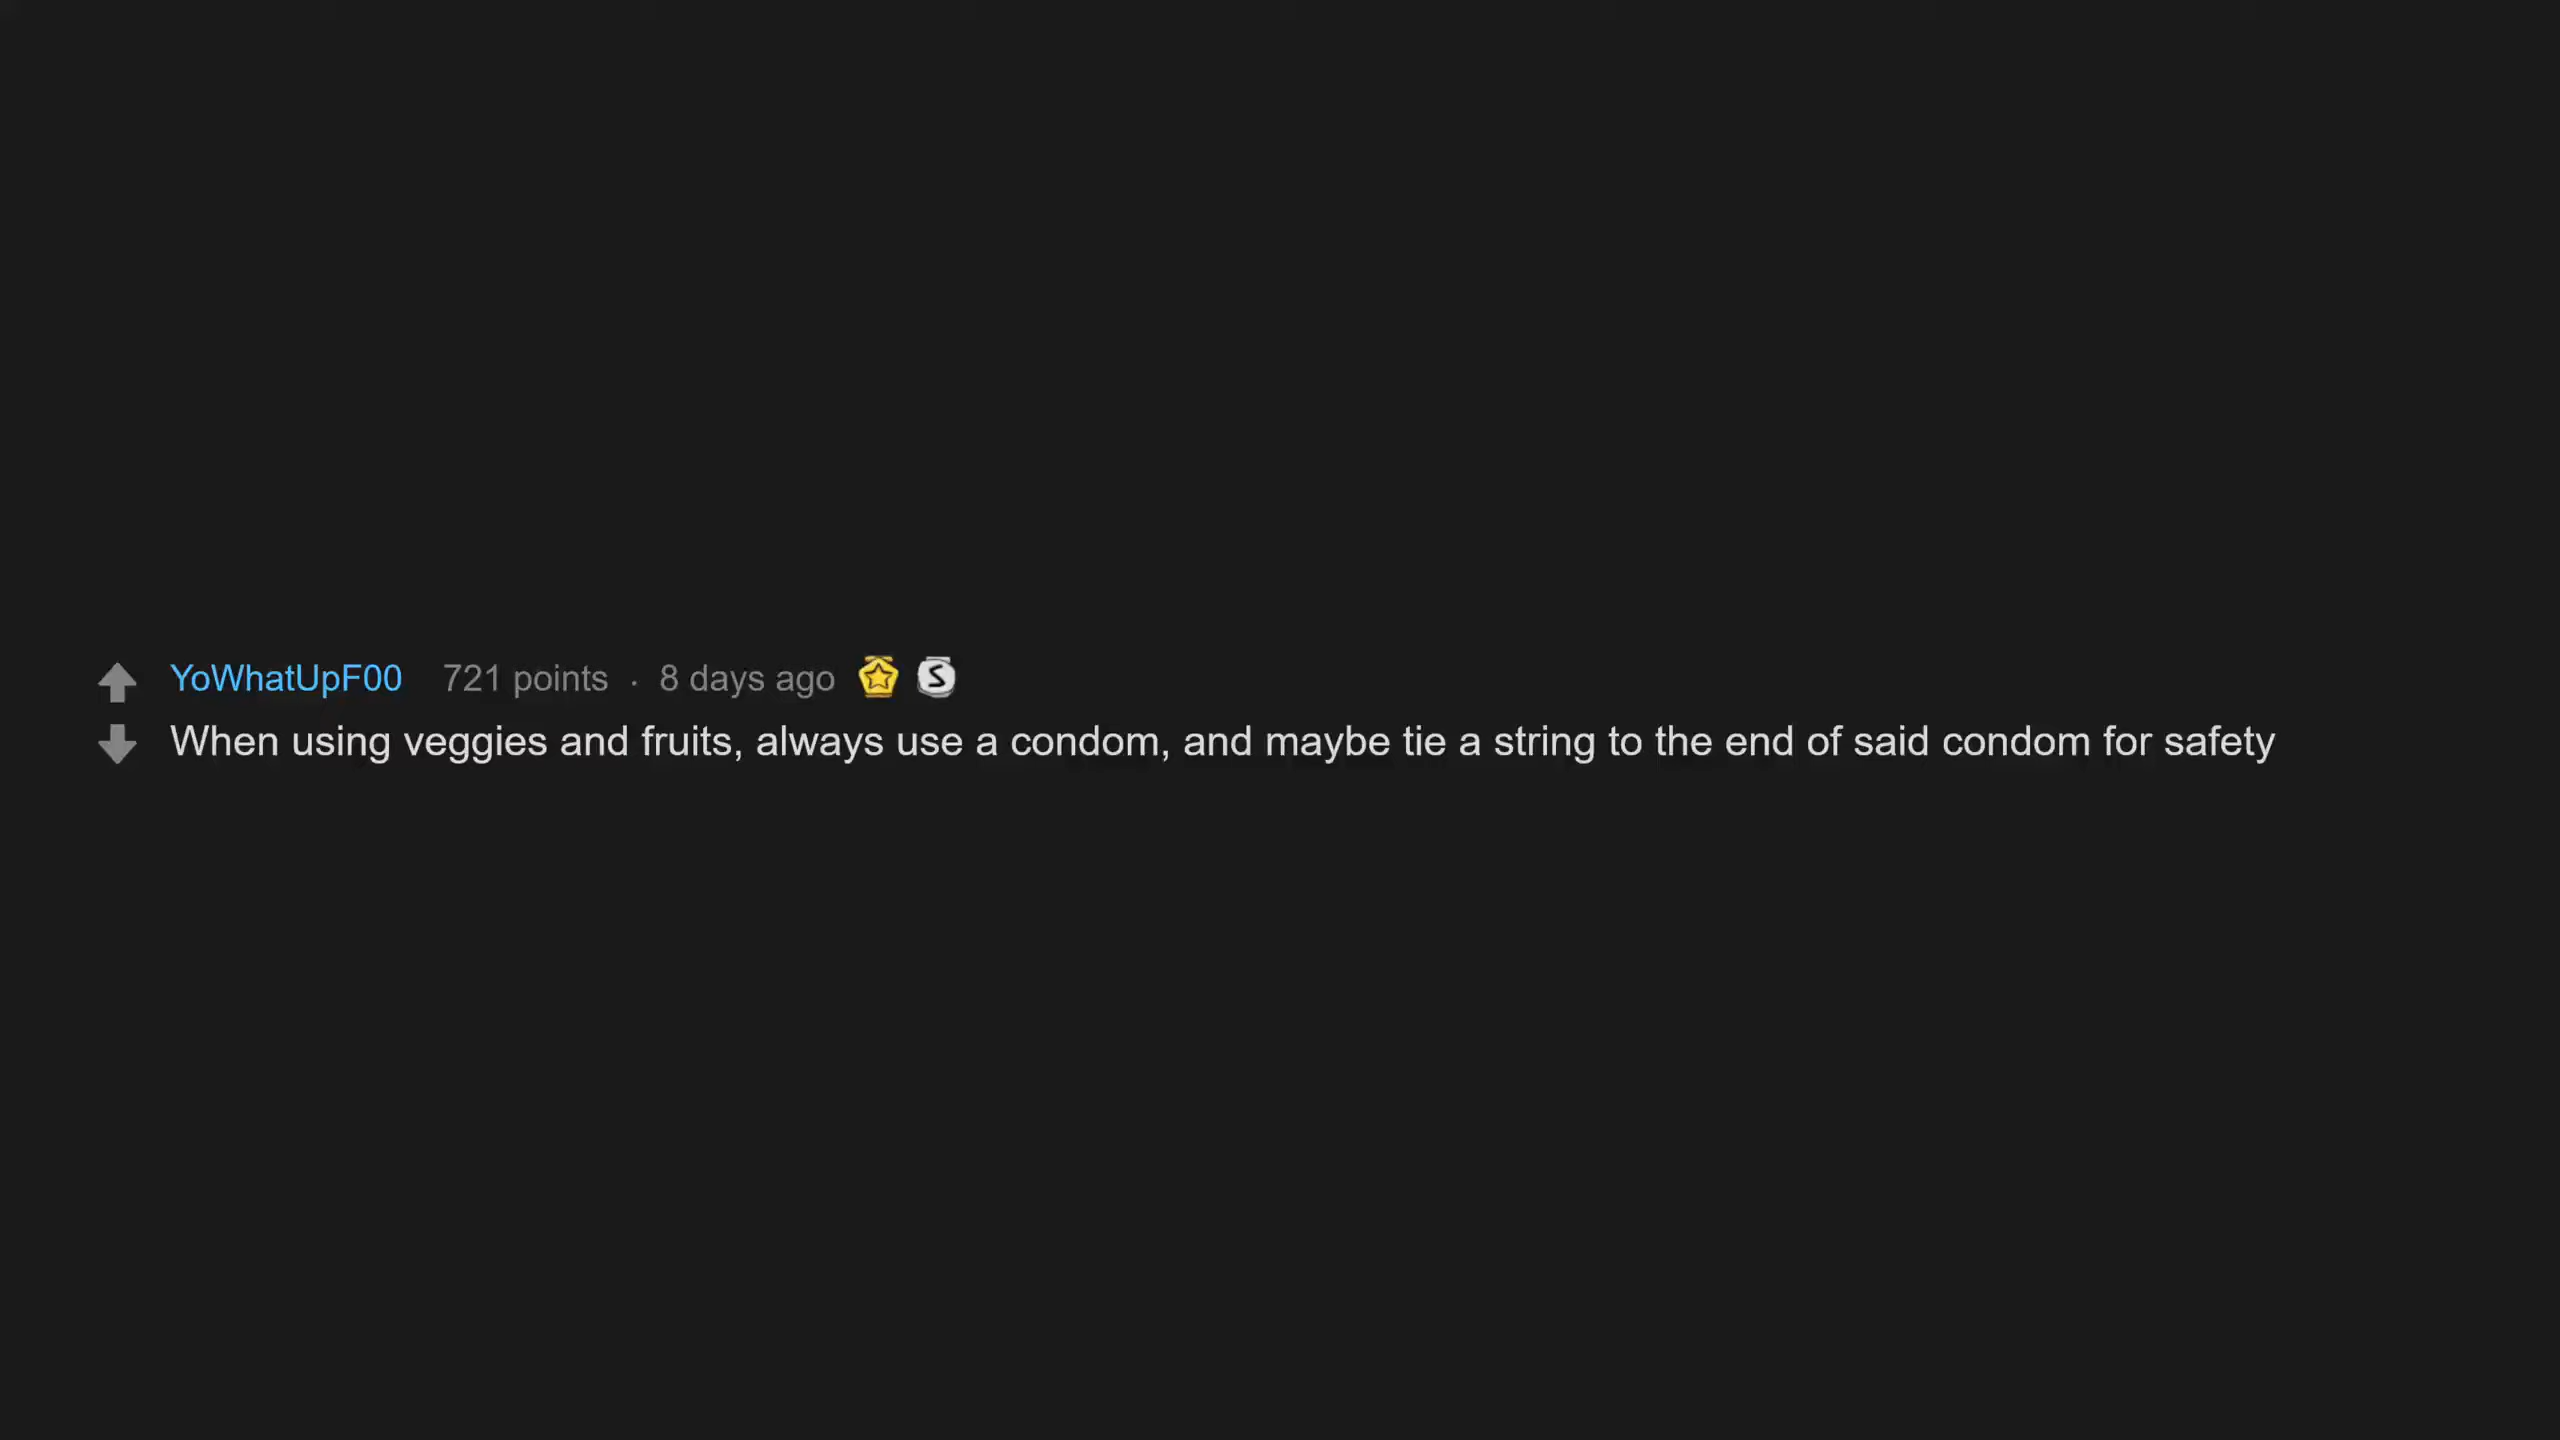 YoWhatUpF00 721 points · 8 days ago S
When using veggies and fruits, always use a condom, and maybe tie a string to the end of said condom for safety